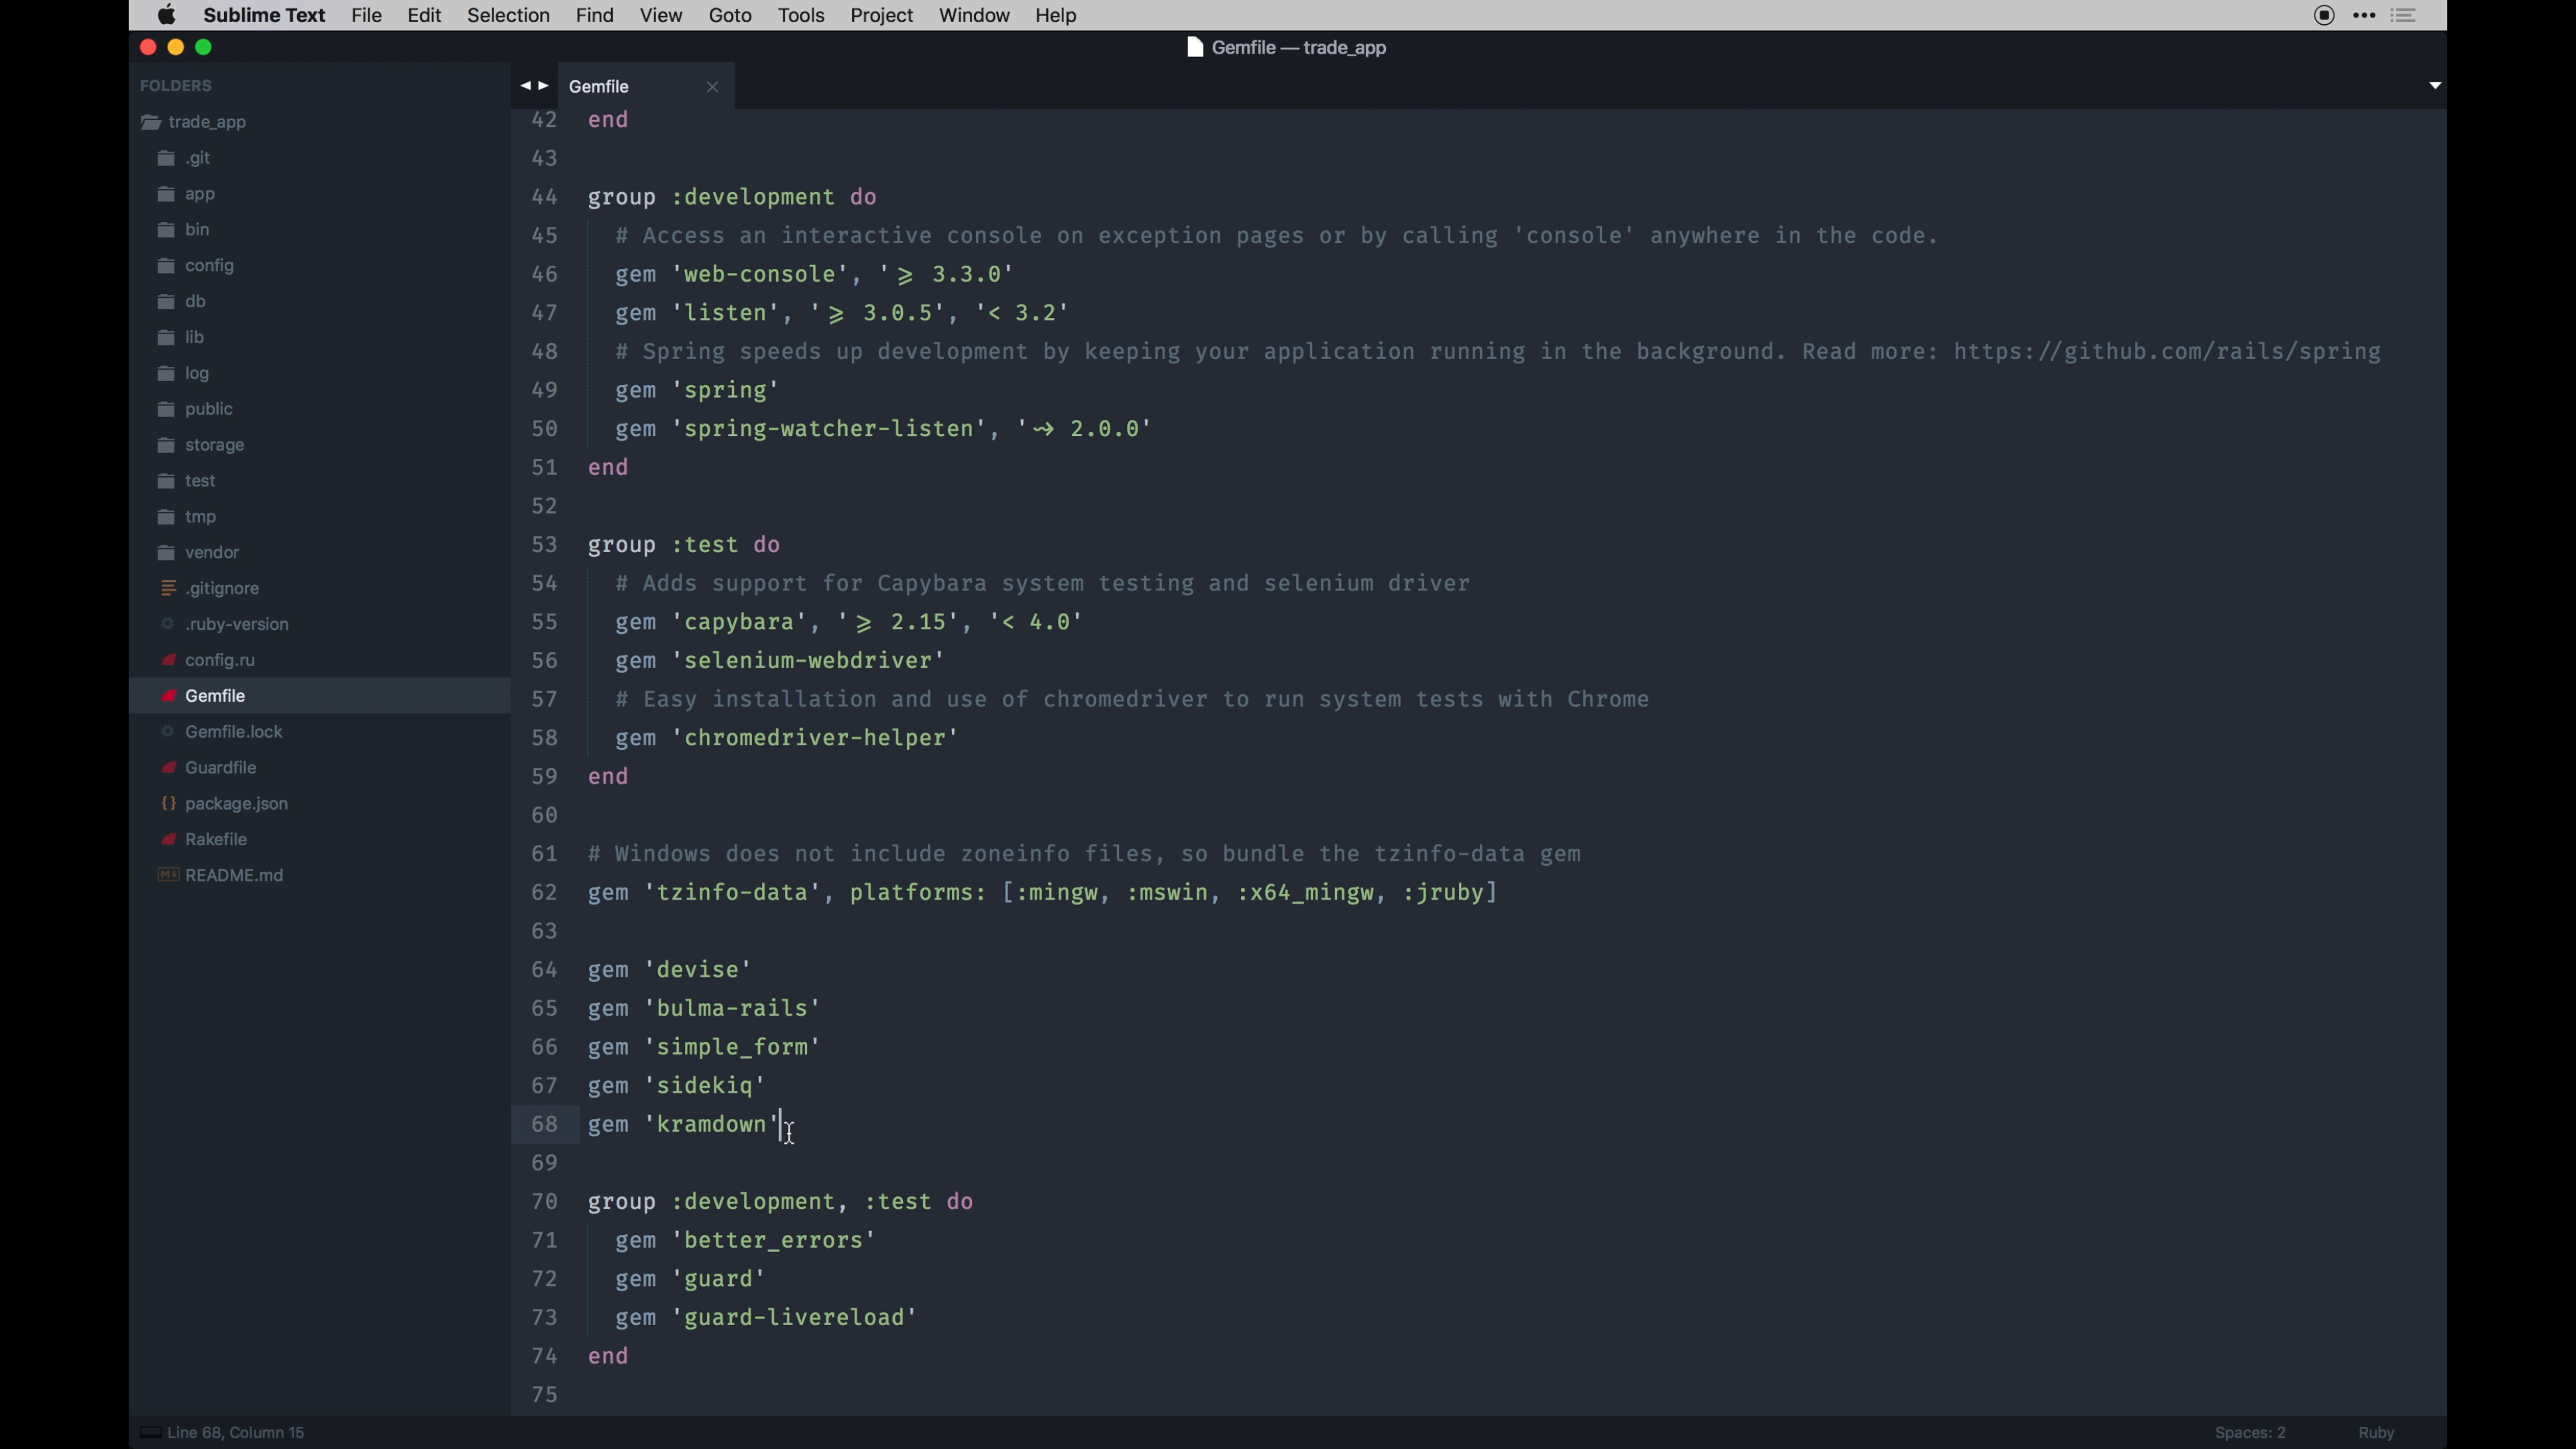 Sublime Text File Edit Selection Find View Goto Tools Project Window Help
Gemfile — trade_app
FOLDERS
trade_app
.git
app
bin
config
db
lib
log
public
storage
test
tmp
vendor
.gitignore
.ruby-version
config.ru
Gemfile
Gemfile.lock
Guardfile
{} package.json
Rakefile
README.md
Gemfile
42 end
43
44 group :development do
45 # Access an interactive console on exception pages or by calling 'console' anywhere in the code.
46 gem 'web-console', '>= 3.3.0'
47 gem 'listen', '>= 3.0.5', '< 3.2'
48 # Spring speeds up development by keeping your application running in the background. Read more: https://github.com/rails/spring
49 gem 'spring'
50 gem 'spring-watcher-listen', '~> 2.0.0'
51 end
52
53 group :test do
54 # Adds support for Capybara system testing and selenium driver
55 gem 'capybara', '>= 2.15', '< 4.0'
56 gem 'selenium-webdriver'
57 # Easy installation and use of chromedriver to run system tests with Chrome
58 gem 'chromedriver-helper'
59 end
60
61 # Windows does not include zoneinfo files, so bundle the tzinfo-data gem
62 gem 'tzinfo-data', platforms: [:mingw, :mswin, :x64_mingw, :jruby]
63
64 gem 'devise'
65 gem 'bulma-rails'
66 gem 'simple_form'
67 gem 'sidekiq'
68 gem 'kramdown'
69
70 group :development, :test do
71 gem 'better_errors'
72 gem 'guard'
73 gem 'guard-livereload'
74 end
75
Line 68, Column 15
Spaces: 2 Ruby